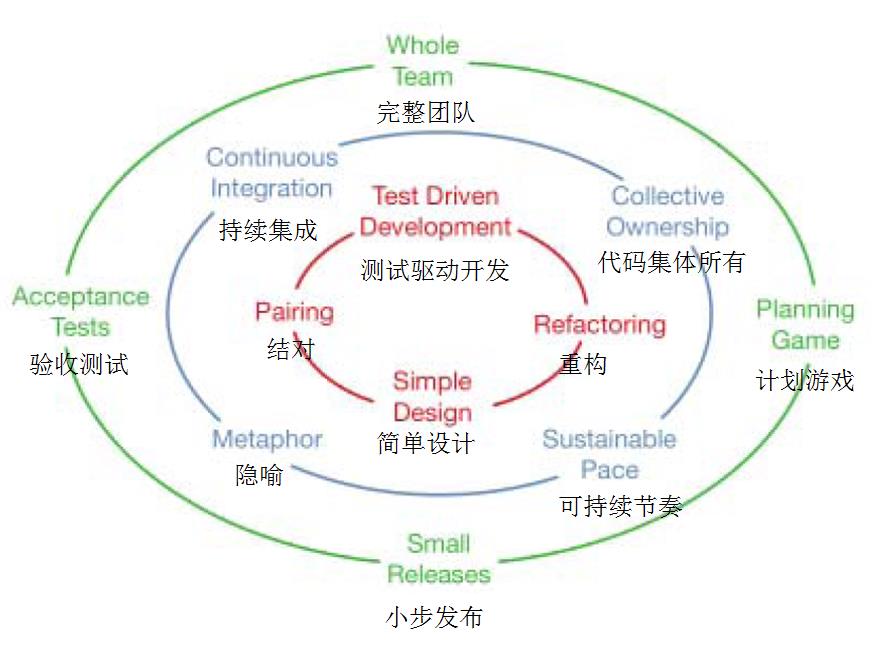 Whole
Team
完整团队
Continuous
Integration
持续集成
Test Driven
Development
测试驱动开发
Collective
Ownership
代码集体所有
Acceptance
Tests
验收测试
Pairing
结对
Refactoring
重构
Planning
Game
计划游戏
Simple
Design
简单设计
Metaphor
隐喻
Sustainable
Pace
可持续节奏
Small
Releases
小步发布